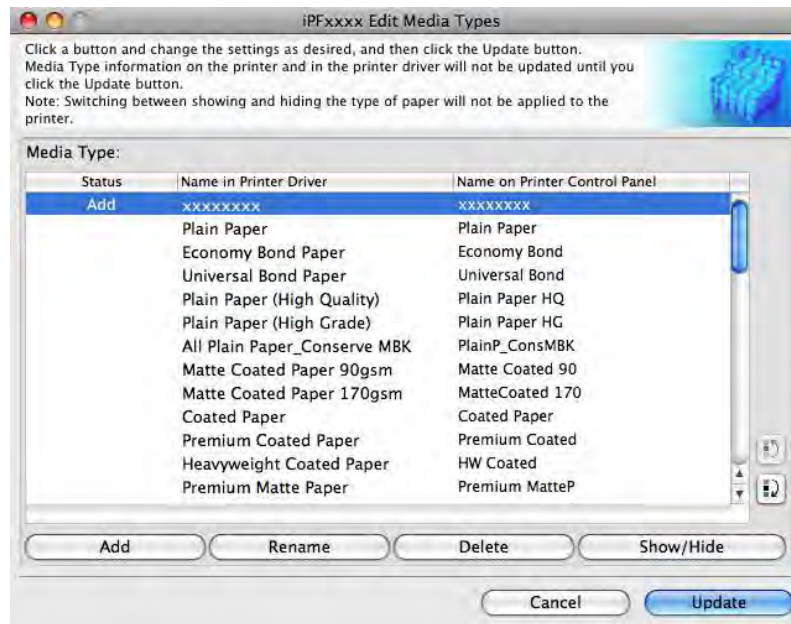 iPFxxxx Edit Media Types
Click a button and change the settings as desired, and then click the Update button.
Media Type information on the printer and in the printer driver will not be updated until you
click the Update button.
Note: Switching between showing and hiding the type of paper will not be applied to the
printer.
Media Type:
Status Name in Printer Driver Name on Printer Control Panel
Add xxxxxxxx xxxxxxxx
Plain Paper Plain Paper
Economy Bond Paper Economy Bond
Universal Bond Paper Universal Bond
Plain Paper (High Quality) Plain Paper HQ
Plain Paper (High Grade) Plain Paper HG
All Plain Paper_Conserve MBK PlainP_ConsMBK
Matte Coated Paper 90gsm Matte Coated 90
Matte Coated Paper 170gsm MatteCoated 170
Coated Paper Coated Paper
Premium Coated Paper Premium Coated
Heavyweight Coated Paper HW Coated
Premium Matte Paper Premium MatteP
Add Rename Delete Show/Hide
Cancel Update